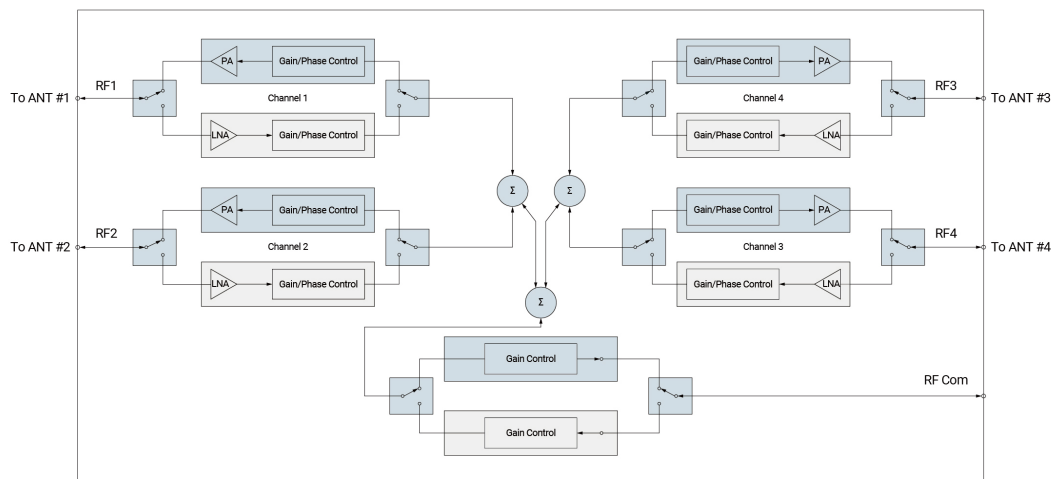 PA
Gain/Phase Control
Gain/Phase Control
PA
RF1
RF3
To ANT #1
Channel 1
Channel 4
To ANT #3
LNA
Gain/Phase Control
Gain/Phase Control
LNA
Σ
Σ
PA
Gain/Phase Control
Gain/Phase Control
PA
RF2
RF4
To ANT #2
Channel 2
Channel 3
To ANT #4
LNA
Gain/Phase Control
Gain/Phase Control
LNA
Σ
Gain Control
RF Com
Gain Control